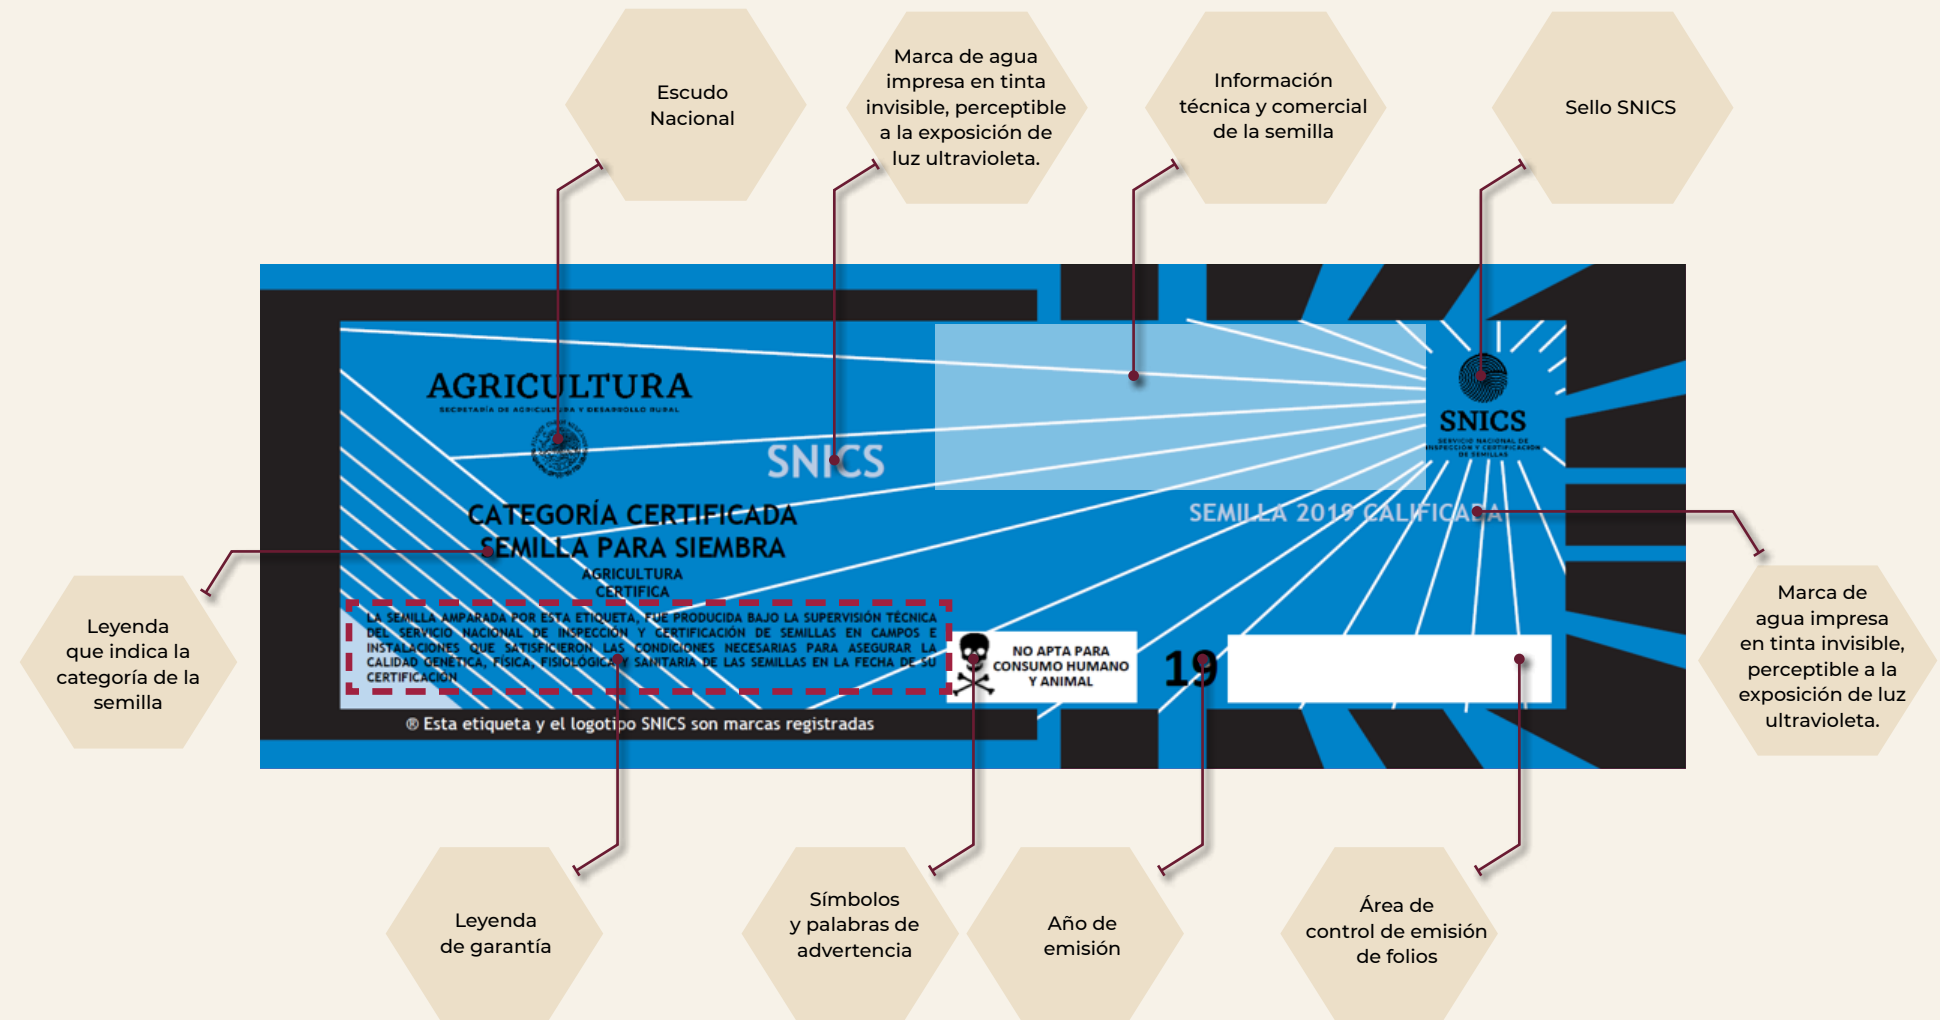 Escudo
Nacional
Marca de agua
impresa en tinta
invisible, perceptible
a la exposición de
luz ultravioleta.
Información
técnica y comercial
de la semilla
Sello SNICS
AGRICULTURA
SECRETARÍA DE AGRICULTURA Y DESARROLLO RURAL
SNICS
SNICS
SERVICIO NACIONAL DE
INSPECCIÓN Y CERTIFICACIÓN
DE SEMILLAS
CATEGORÍA CERTIFICADA
SEMILLA PARA SIEMBRA
AGRICULTURA
CERTIFICA
SEMILLA 2019 CALIFICADA
LA SEMILLA AMPARADA POR ESTA ETIQUETA, FUE PRODUCIDA BAJO LA SUPERVISIÓN TÉCNICA
DEL SERVICIO NACIONAL DE INSPECCIÓN Y CERTIFICACIÓN DE SEMILLAS EN CAMPOS E
INSTALACIONES QUE SATISFICIERON LAS CONDICIONES NECESARIAS PARA ASEGURAR LA
CALIDAD GENÉTICA, FÍSICA, FISIOLÓGICA Y SANITARIA DE LAS SEMILLAS EN LA FECHA DE SU
CERTIFICACIÓN
NO APTA PARA
CONSUMO HUMANO
Y ANIMAL
19
® Esta etiqueta y el logotipo SNICS son marcas registradas
Leyenda
que indica la
categoría de la
semilla
Marca de
agua impresa
en tinta invisible,
perceptible a la
exposición de luz
ultravioleta.
Leyenda
de garantía
Símbolos
y palabras de
advertencia
Año de
emisión
Área de
control de emisión
de folios